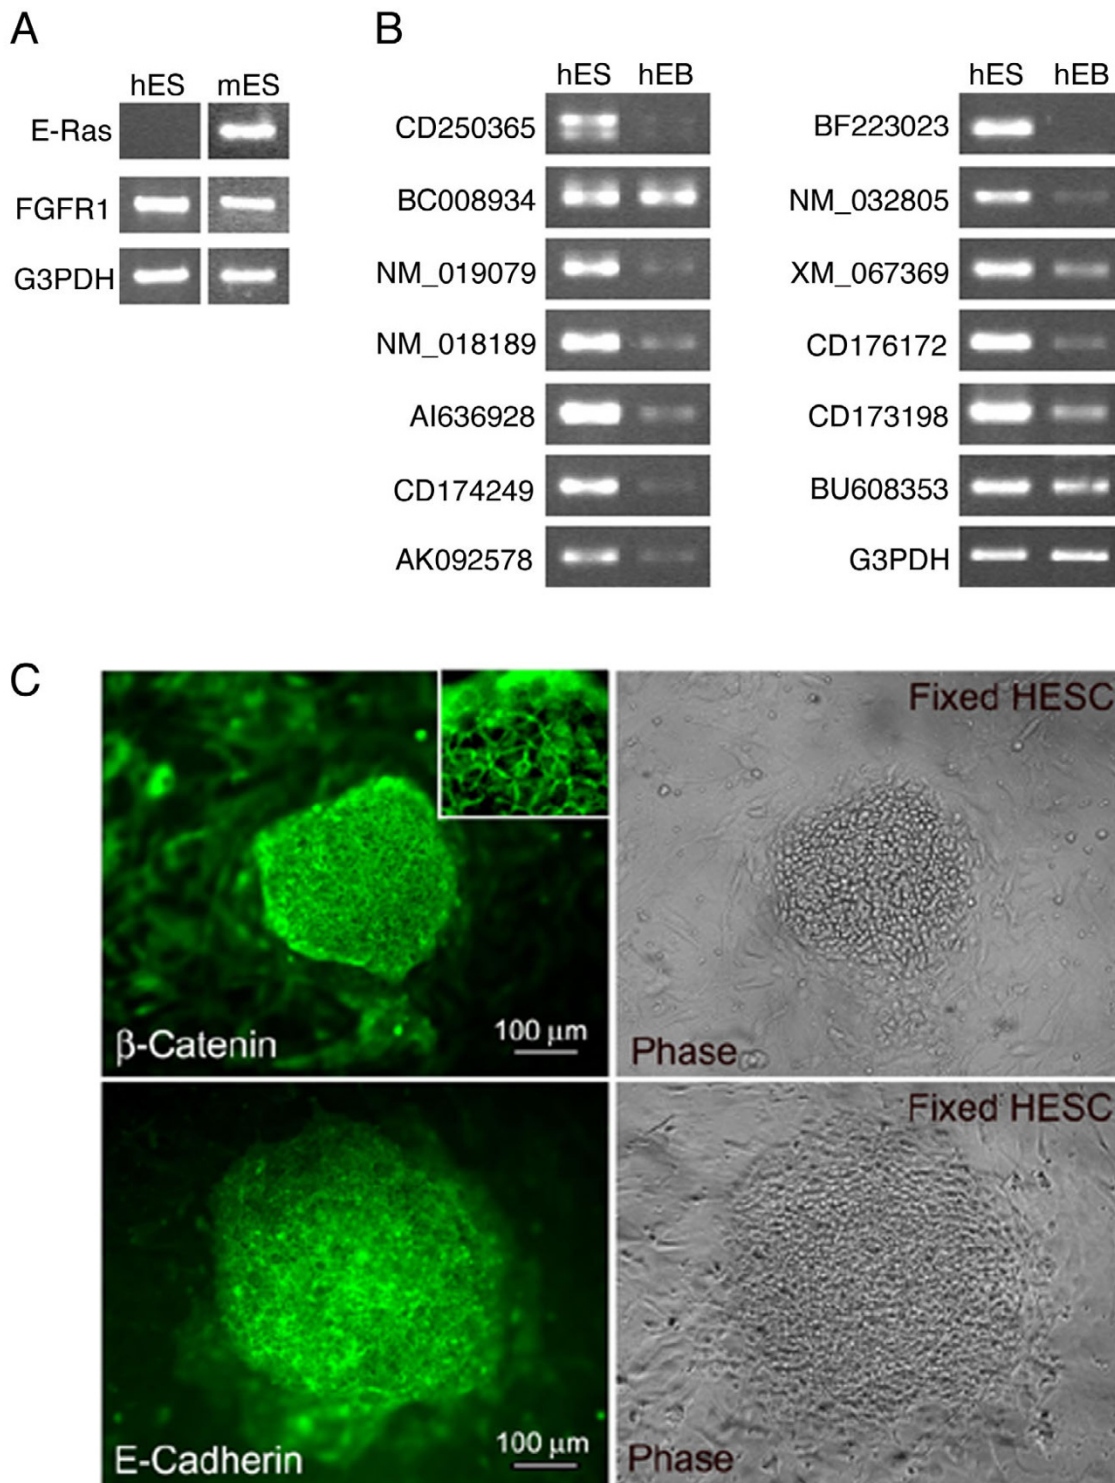 A
hES mES
E-Ras
FGFR1
G3PDH
B
hES hEB
CD250365
BC008934
NM_019079
NM_018189
AI636928
CD174249
AK092578
hES hEB
BF223023
NM_032805
XM_067369
CD176172
CD173198
BU608353
G3PDH
C
β-Catenin
100 μm
Fixed HESC
Phase
E-Cadherin
100 μm
Fixed HESC
Phase